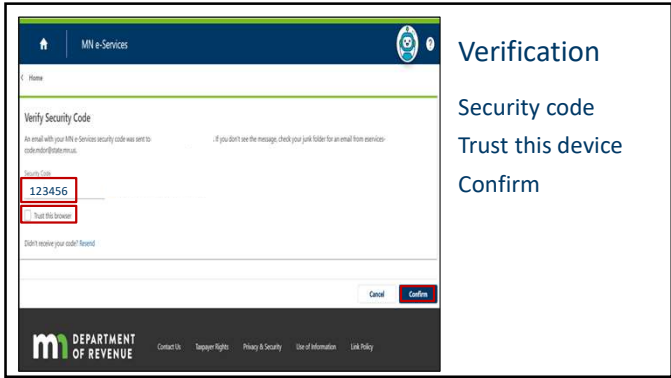 MN e-Services
?
< Home
Verify Security Code
An email with your MN e-Services security code was sent to . If you don't see the message, check your junk folder for an email from eservices-
code.mdor@state.mn.us.
Security Code
123456
Trust this browser
Didn't receive your code? Resend
Cancel
Confirm
DEPARTMENT
OF REVENUE
Contact Us
Taxpayer Rights
Privacy & Security
Use of Information
Link Policy
Verification
Security code
Trust this device
Confirm